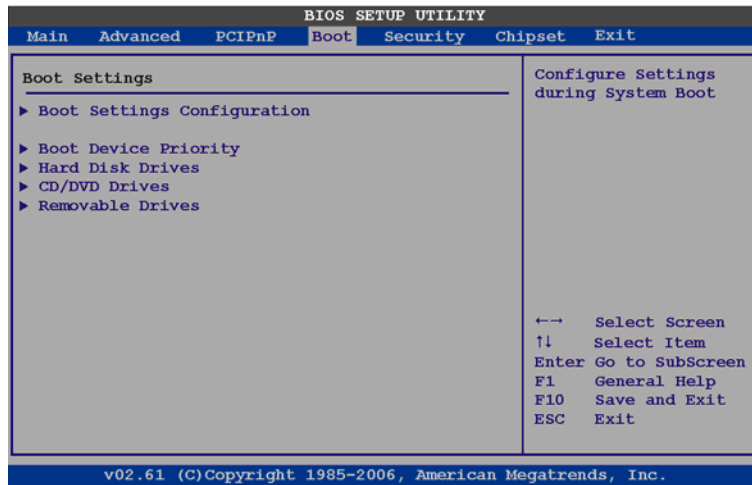 BIOS SETUP UTILITY
Main Advanced PCIPnP Boot Security Chipset Exit
Boot Settings
▶ Boot Settings Configuration
▶ Boot Device Priority
▶ Hard Disk Drives
▶ CD/DVD Drives
▶ Removable Drives
Configure Settings
during System Boot
←→ Select Screen
↑↓ Select Item
Enter Go to SubScreen
F1 General Help
F10 Save and Exit
ESC Exit
v02.61 (C)Copyright 1985-2006, American Megatrends, Inc.